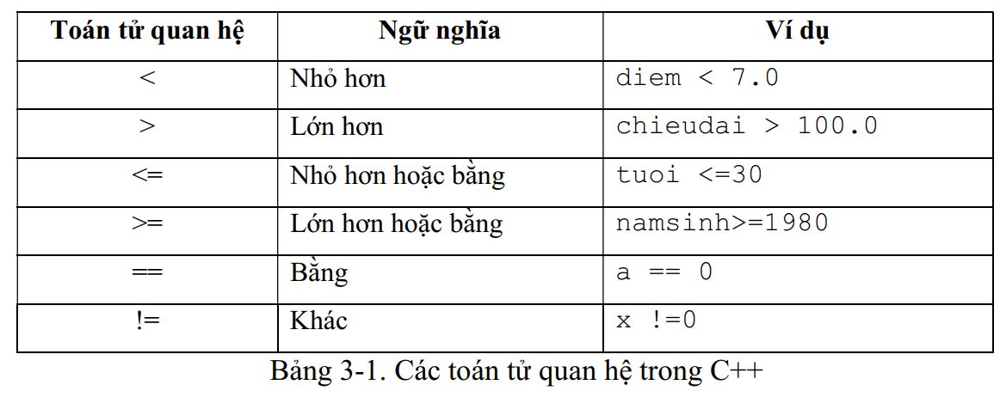 Toán tử quan hệ Ngữ nghĩa Ví dụ
< Nhỏ hơn diem < 7.0
> Lớn hơn chieudai > 100.0
<= Nhỏ hơn hoặc bằng tuoi <=30
>= Lớn hơn hoặc bằng namsinh>=1980
== Bằng a == 0
!= Khác x !=0
Bảng 3-1. Các toán tử quan hệ trong C++